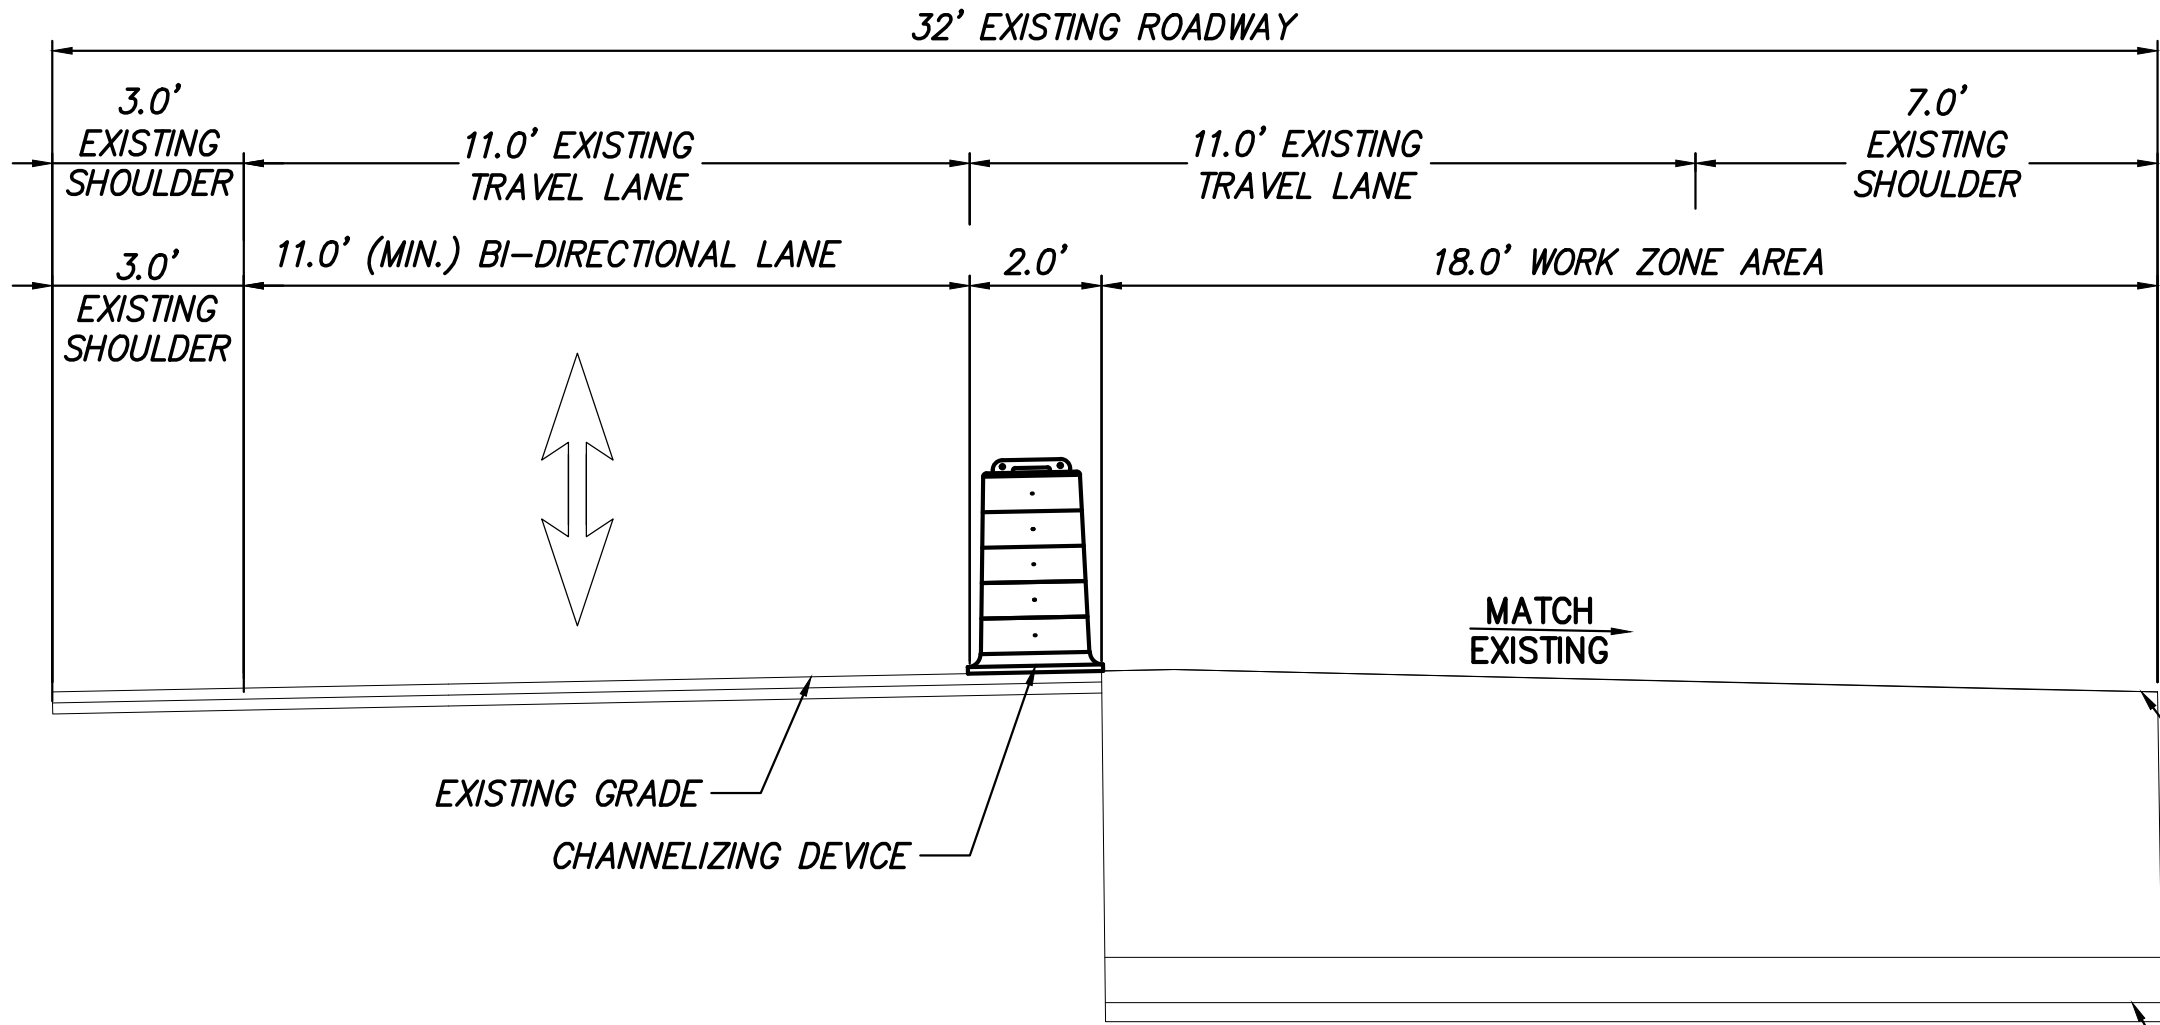 32' EXISTING ROADWAY
3.0'
EXISTING
SHOULDER
11.0' EXISTING
TRAVEL LANE
11.0' EXISTING
TRAVEL LANE
7.0'
EXISTING
SHOULDER
3.0'
EXISTING
SHOULDER
11.0' (MIN.) BI-DIRECTIONAL LANE
2.0'
18.0' WORK ZONE AREA
MATCH
EXISTING
EXISTING GRADE
CHANNELIZING DEVICE